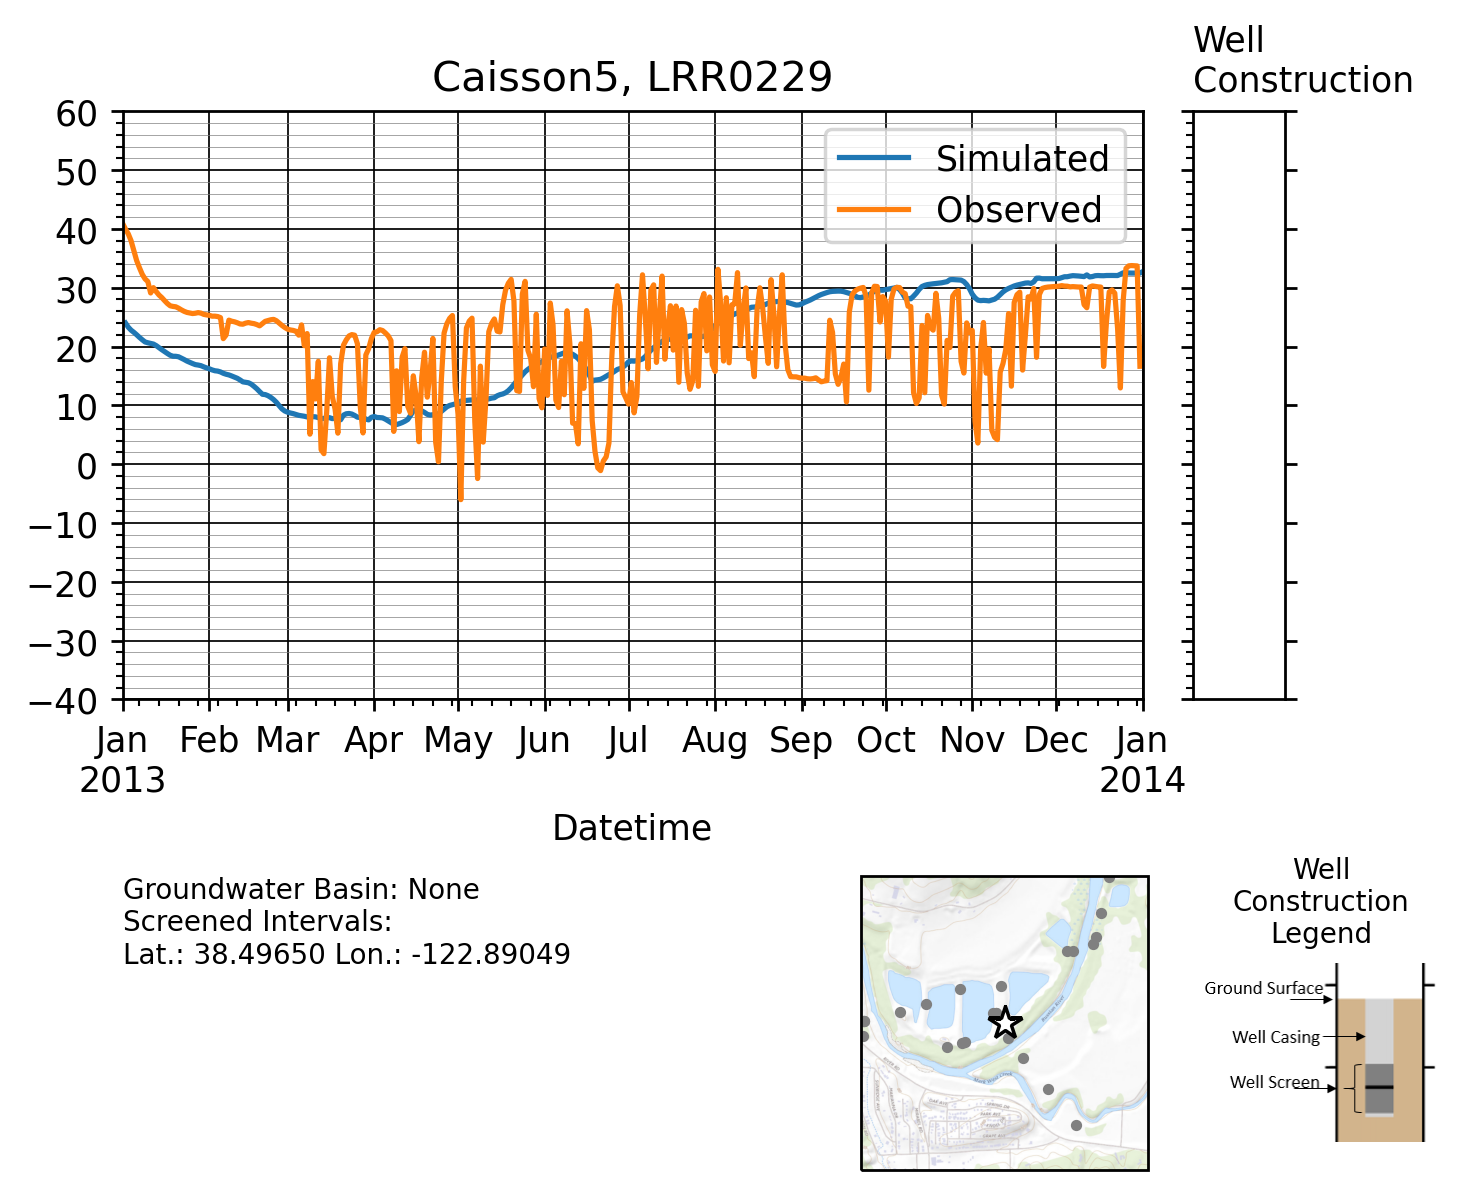 Well
Construction
Caisson5, LRR0229
60
50
40
30
20
10
0
−10
−20
−30
−40
Simulated
Observed
Jan Feb Mar Apr May Jun Jul Aug Sep Oct Nov Dec Jan
2013 2014
Datetime
Groundwater Basin: None
Screened Intervals:
Lat.: 38.49650 Lon.: -122.89049
Well
Construction
Legend
Ground Surface
Well Casing
Well Screen